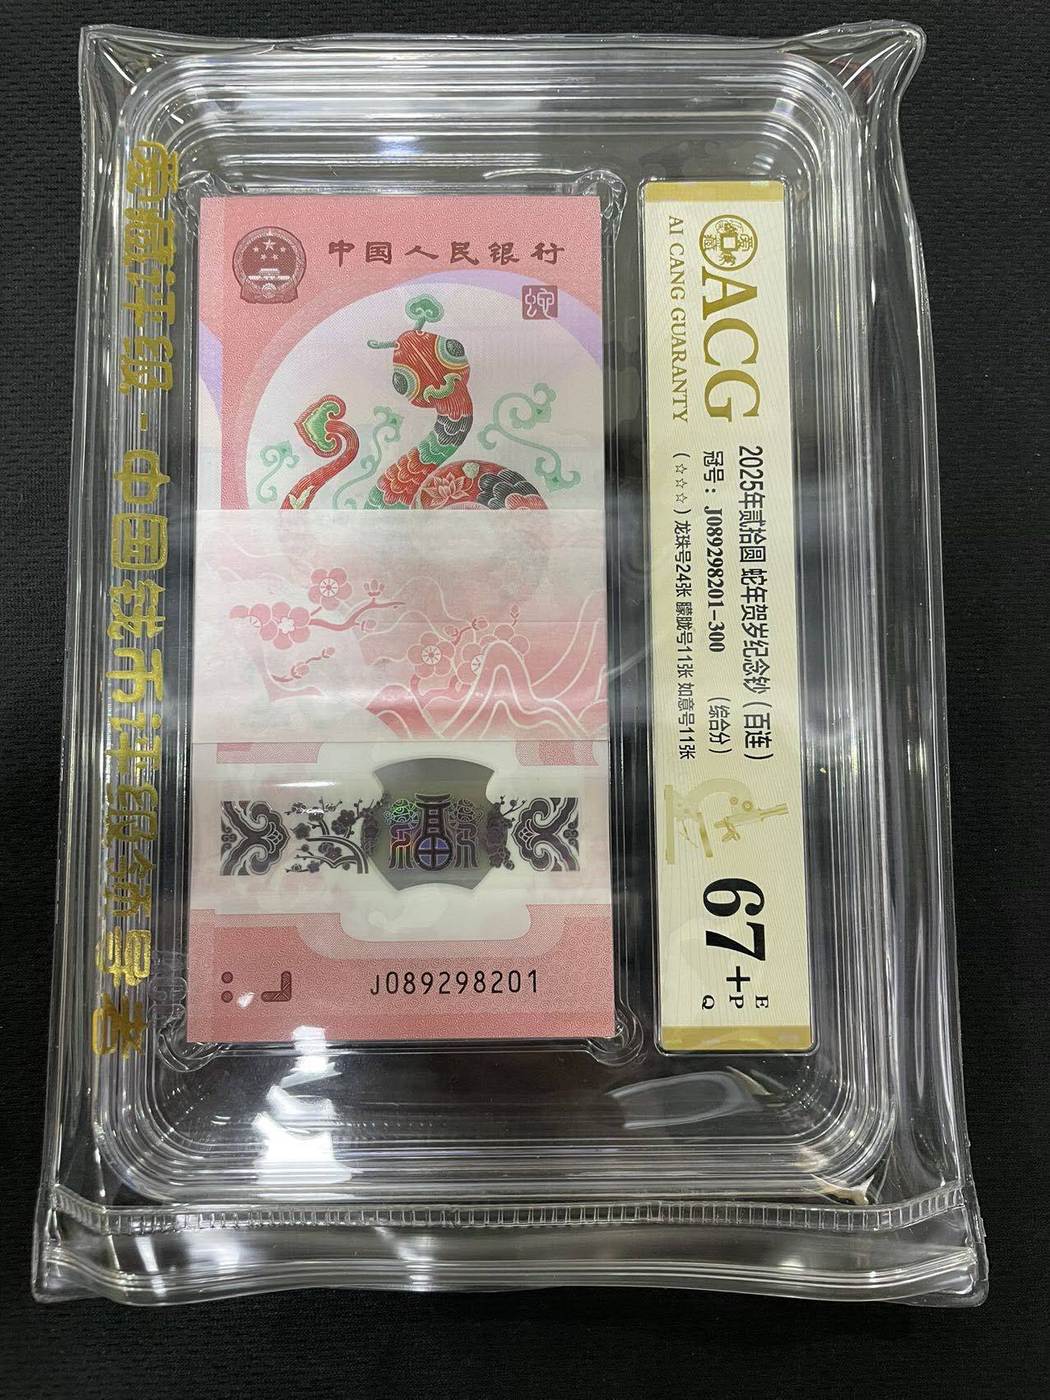 爱藏评级-中国钱币评级领导者
中国人民银行
蛇
福
J089298201
ACG
AI CANG GUARANTY
2025年贰拾圆 蛇年贺岁纪念钞（百连）
冠号：J089298201-300 （综合分）
（☆☆☆）龙珠号24张 朦胧号11张 如意号11张
67+
E
P
Q